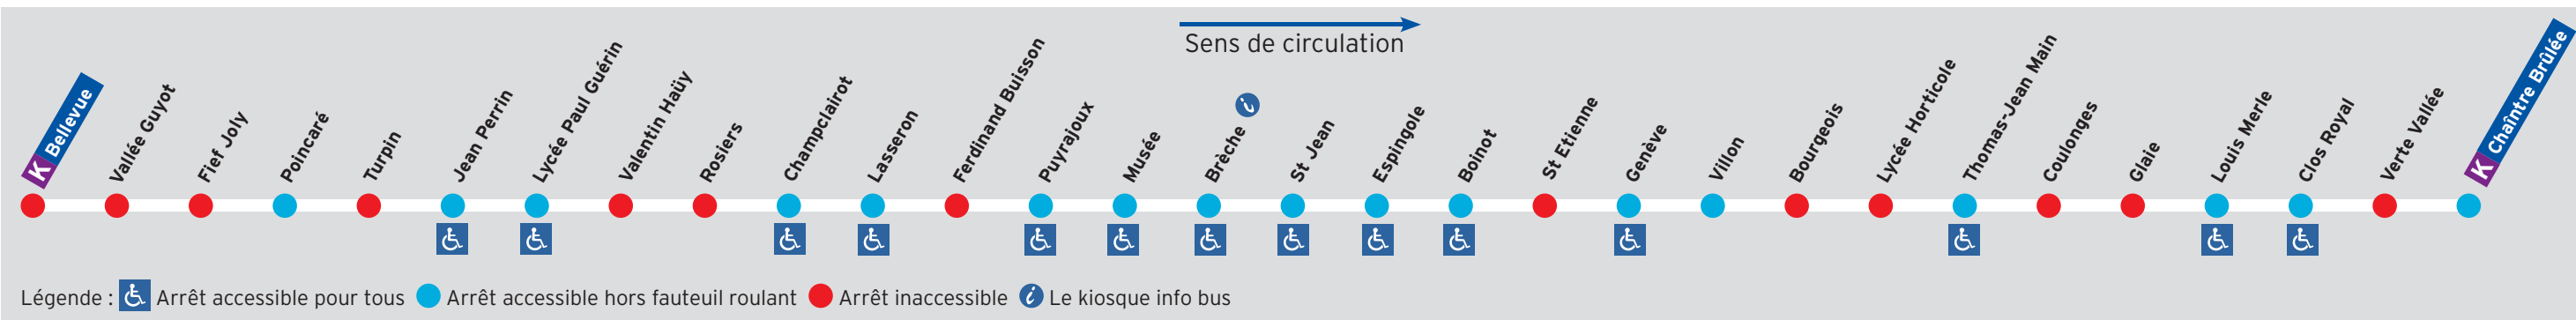 Sens de circulation
K Bellevue
Vallée Guyot
Fief Joly
Poincaré
Turpin
Jean Perrin
Lycée Paul Guérin
Valentin Haüy
Rosiers
Champclairot
Lasseron
Ferdinand Buisson
Puyrajoux
Musée
Brèche i
St Jean
Espingole
Boinot
St Etienne
Genève
Villon
Bourgeois
Lycée Horticole
Thomas-Jean Main
Coulonges
Glaie
Louis Merle
Clos Royal
Verte Vallée
K Chaîntre Brûlée
Légende : Arrêt accessible pour tous Arrêt accessible hors fauteuil roulant Arrêt inaccessible i Le kiosque info bus